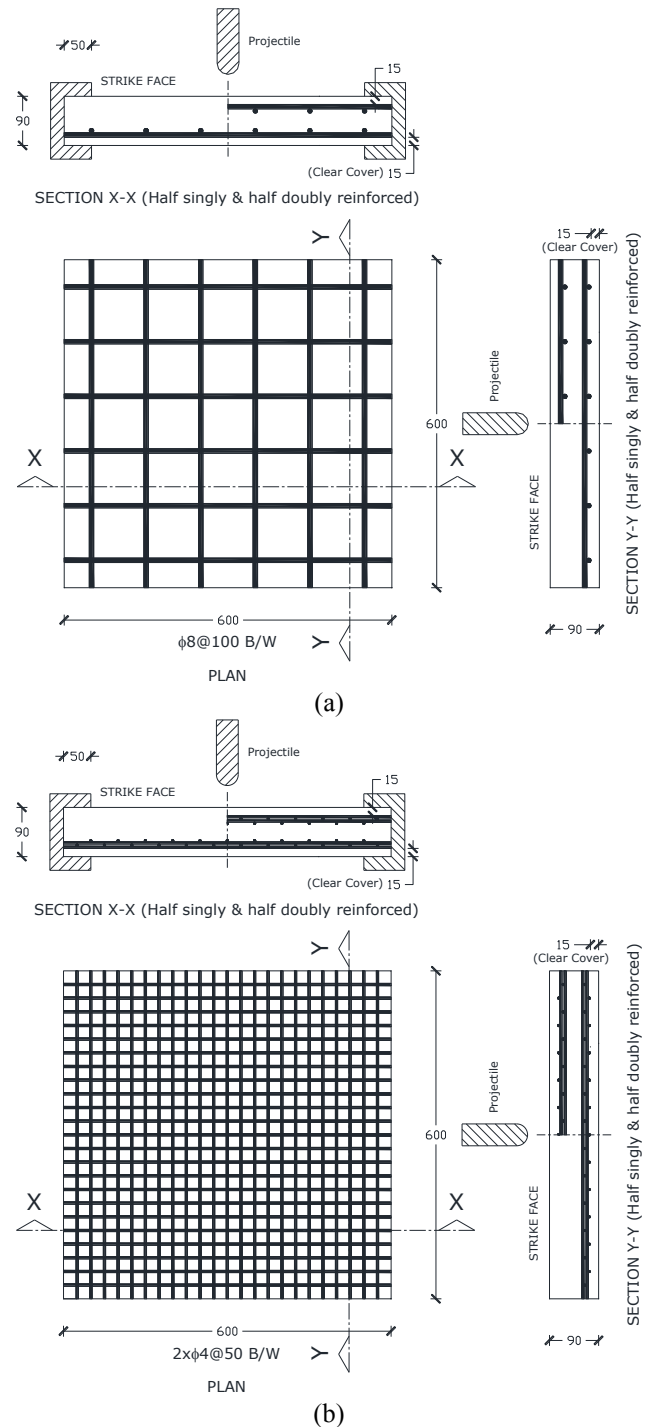 50
Projectile
STRIKE FACE
15
90
(Clear Cover) 15
SECTION X-X (Half singly & half doubly reinforced)
Y
15
(Clear Cover)
Projectile
600
X
X
STRIKE FACE
SECTION Y-Y (Half singly & half doubly reinforced)
600
90
ϕ8@100 B/W
Y
PLAN
(a)
50
Projectile
STRIKE FACE
15
90
(Clear Cover) 15
SECTION X-X (Half singly & half doubly reinforced)
Y
15
(Clear Cover)
Projectile
600
X
X
STRIKE FACE
SECTION Y-Y (Half singly & half doubly reinforced)
600
90
2xϕ4@50 B/W
Y
PLAN
(b)